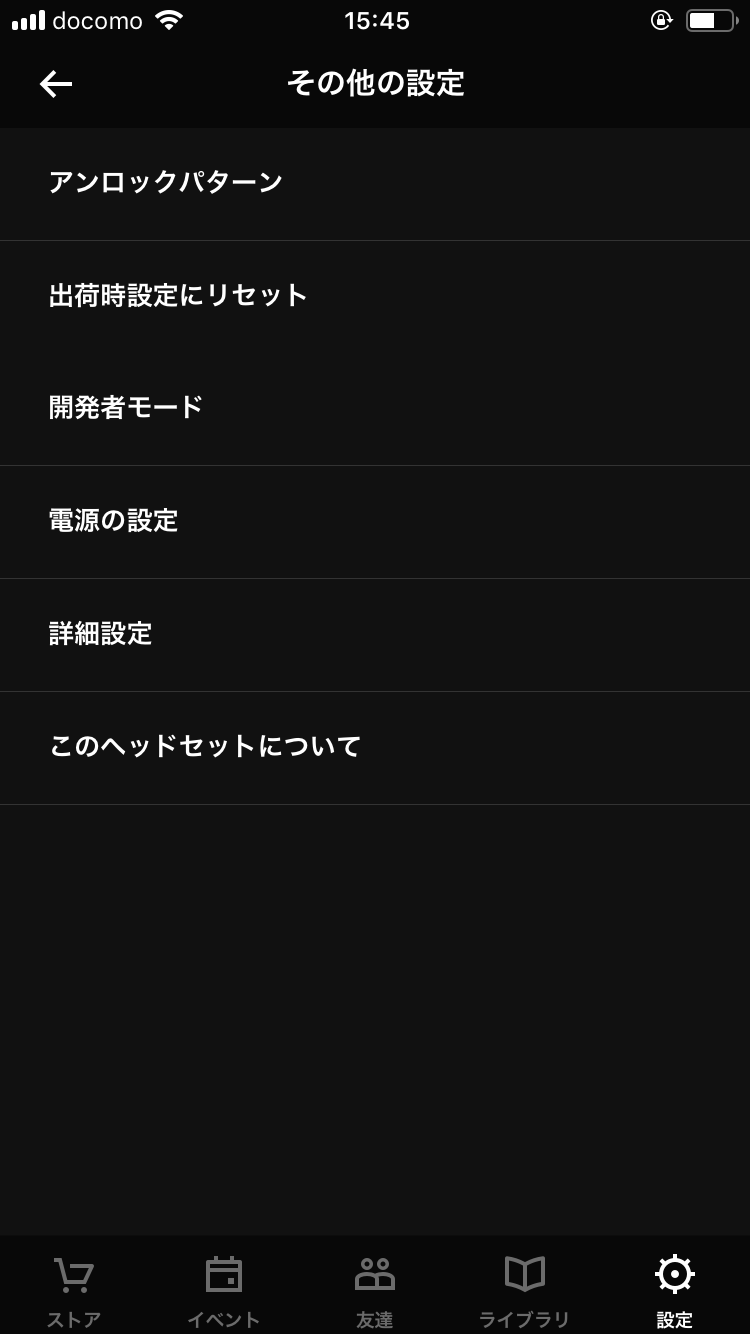 docomo 15:45
その他の設定
アンロックパターン
出荷時設定にリセット
開発者モード
電源の設定
詳細設定
このヘッドセットについて
ストア イベント 友達 ライブラリ 設定